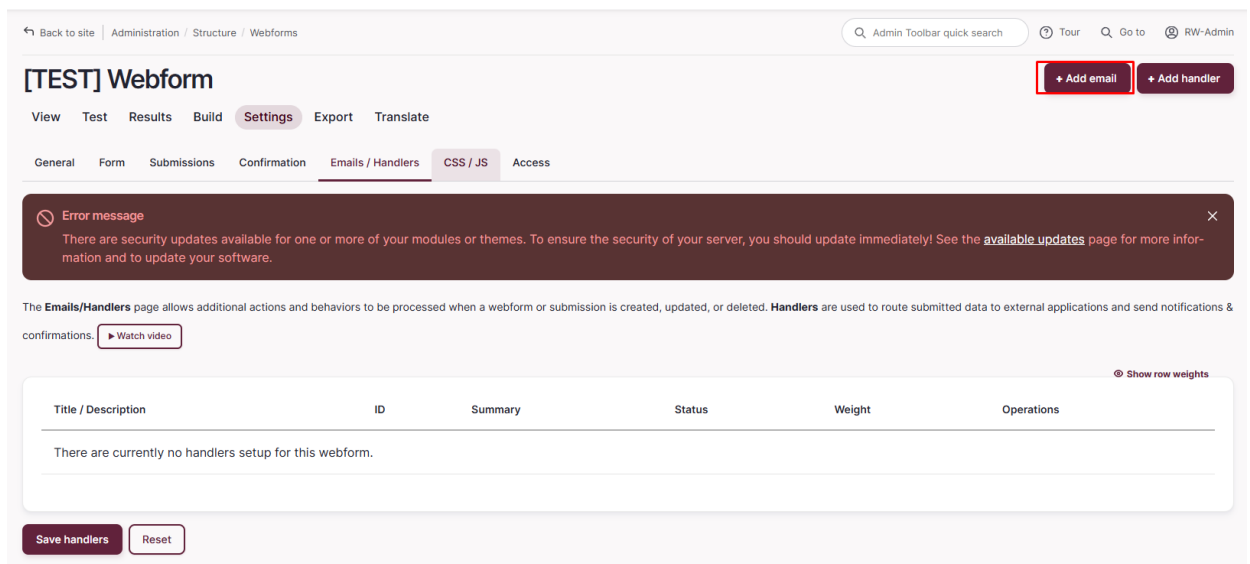 Back to site Administration / Structure / Webforms Admin Toolbar quick search Tour Go to RW-Admin
[TEST] Webform + Add email + Add handler
View Test Results Build Settings Export Translate
General Form Submissions Confirmation Emails / Handlers CSS / JS Access
Error message
There are security updates available for one or more of your modules or themes. To ensure the security of your server, you should update immediately! See the available updates page for more infor-
mation and to update your software.
The Emails/Handlers page allows additional actions and behaviors to be processed when a webform or submission is created, updated, or deleted. Handlers are used to route submitted data to external applications and send notifications &
confirmations. Watch video
Show row weights
Title / Description ID Summary Status Weight Operations
There are currently no handlers setup for this webform.
Save handlers Reset